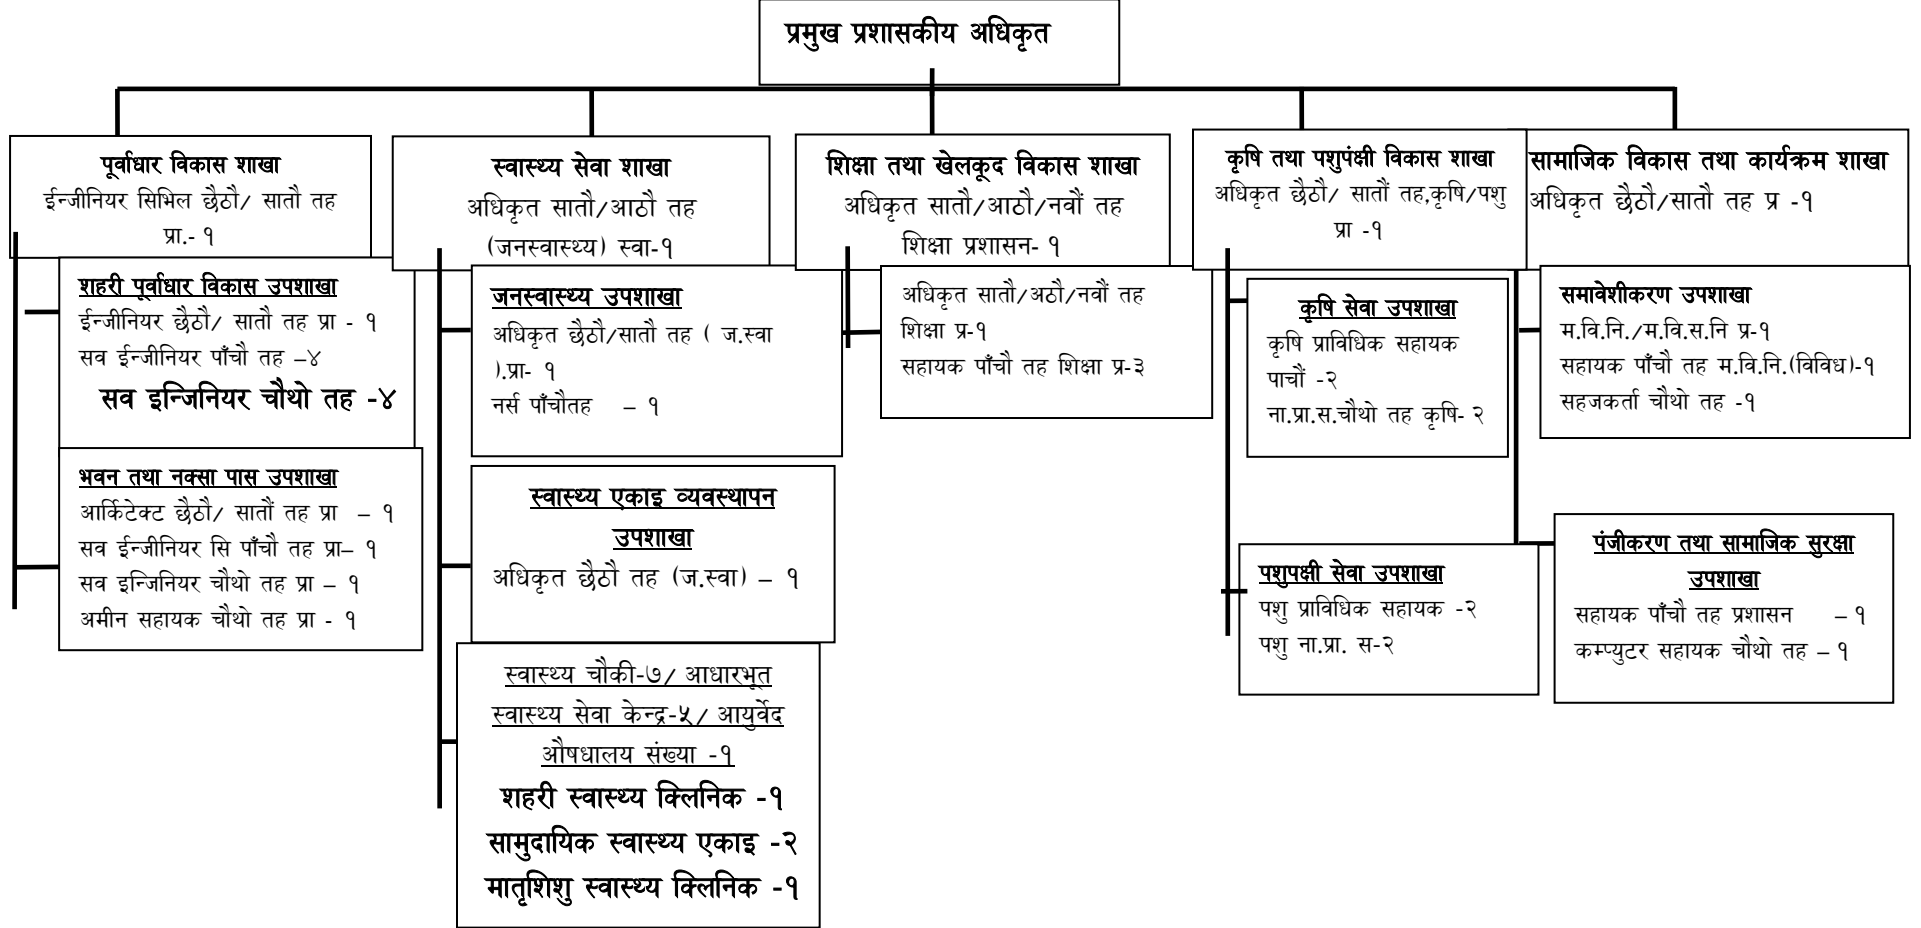 प्रमुख प्रशासकीय अधिकृत
पूर्वाधार विकास शाखा
ईन्जीनियर सिभिल छैठौ/ सातौ तह
प्रा.- १
शहरी पूर्वाधार विकास उपशाखा
ईन्जीनियर छैठौ/ सातौ तह प्रा - १
सव ईन्जीनियर पाँचौ तह –४
सव इन्जिनियर चौथो तह -४
भवन तथा नक्सा पास उपशाखा
आर्किटेक्ट छैठौ/ सातौं तह प्रा – १
सव ईन्जीनियर सि पाँचौ तह प्रा– १
सव इन्जिनियर चौथो तह प्रा – १
अमीन सहायक चौथो तह प्रा - १
स्वास्थ्य सेवा शाखा
अधिकृत सातौ/आठौ तह
(जनस्वास्थ्य) स्वा-१
जनस्वास्थ्य उपशाखा
अधिकृत छैठौ/सातौ तह ( ज.स्वा
).प्रा- १
नर्स पाँचौतह – १
स्वास्थ्य एकाइ व्यवस्थापन
उपशाखा
अधिकृत छैठौ तह (ज.स्वा) – १
स्वास्थ्य चौकी-७/ आधारभूत
स्वास्थ्य सेवा केन्द्र-५/ आयुर्वेद
औषधालय संख्या -१
शहरी स्वास्थ्य क्लिनिक -१
सामुदायिक स्वास्थ्य एकाइ -२
मातृशिशु स्वास्थ्य क्लिनिक -१
शिक्षा तथा खेलकूद विकास शाखा
अधिकृत सातौ/आठौ/नवौं तह
शिक्षा प्रशासन- १
अधिकृत सातौ/अठौ/नवौं तह
शिक्षा प्र-१
सहायक पाँचौ तह शिक्षा प्र-३
कृषि तथा पशुपंक्षी विकास शाखा
अधिकृत छैठौ/ सातौं तह,कृषि/पशु
प्रा -१
कृषि सेवा उपशाखा
कृषि प्राविधिक सहायक
पाचौं -२
ना.प्रा.स.चौथो तह कृषि- २
पशुपक्षी सेवा उपशाखा
पशु प्राविधिक सहायक -२
पशु ना.प्रा. स-२
सामाजिक विकास तथा कार्यक्रम शाखा
अधिकृत छैठौ/सातौ तह प्र -१
समावेशीकरण उपशाखा
म.वि.नि./म.वि.स.नि प्र-१
सहायक पाँचौ तह म.वि.नि.(विविध)-१
सहजकर्ता चौथो तह -१
पंजीकरण तथा सामाजिक सुरक्षा
उपशाखा
सहायक पाँचौ तह प्रशासन – १
कम्प्युटर सहायक चौथो तह – १